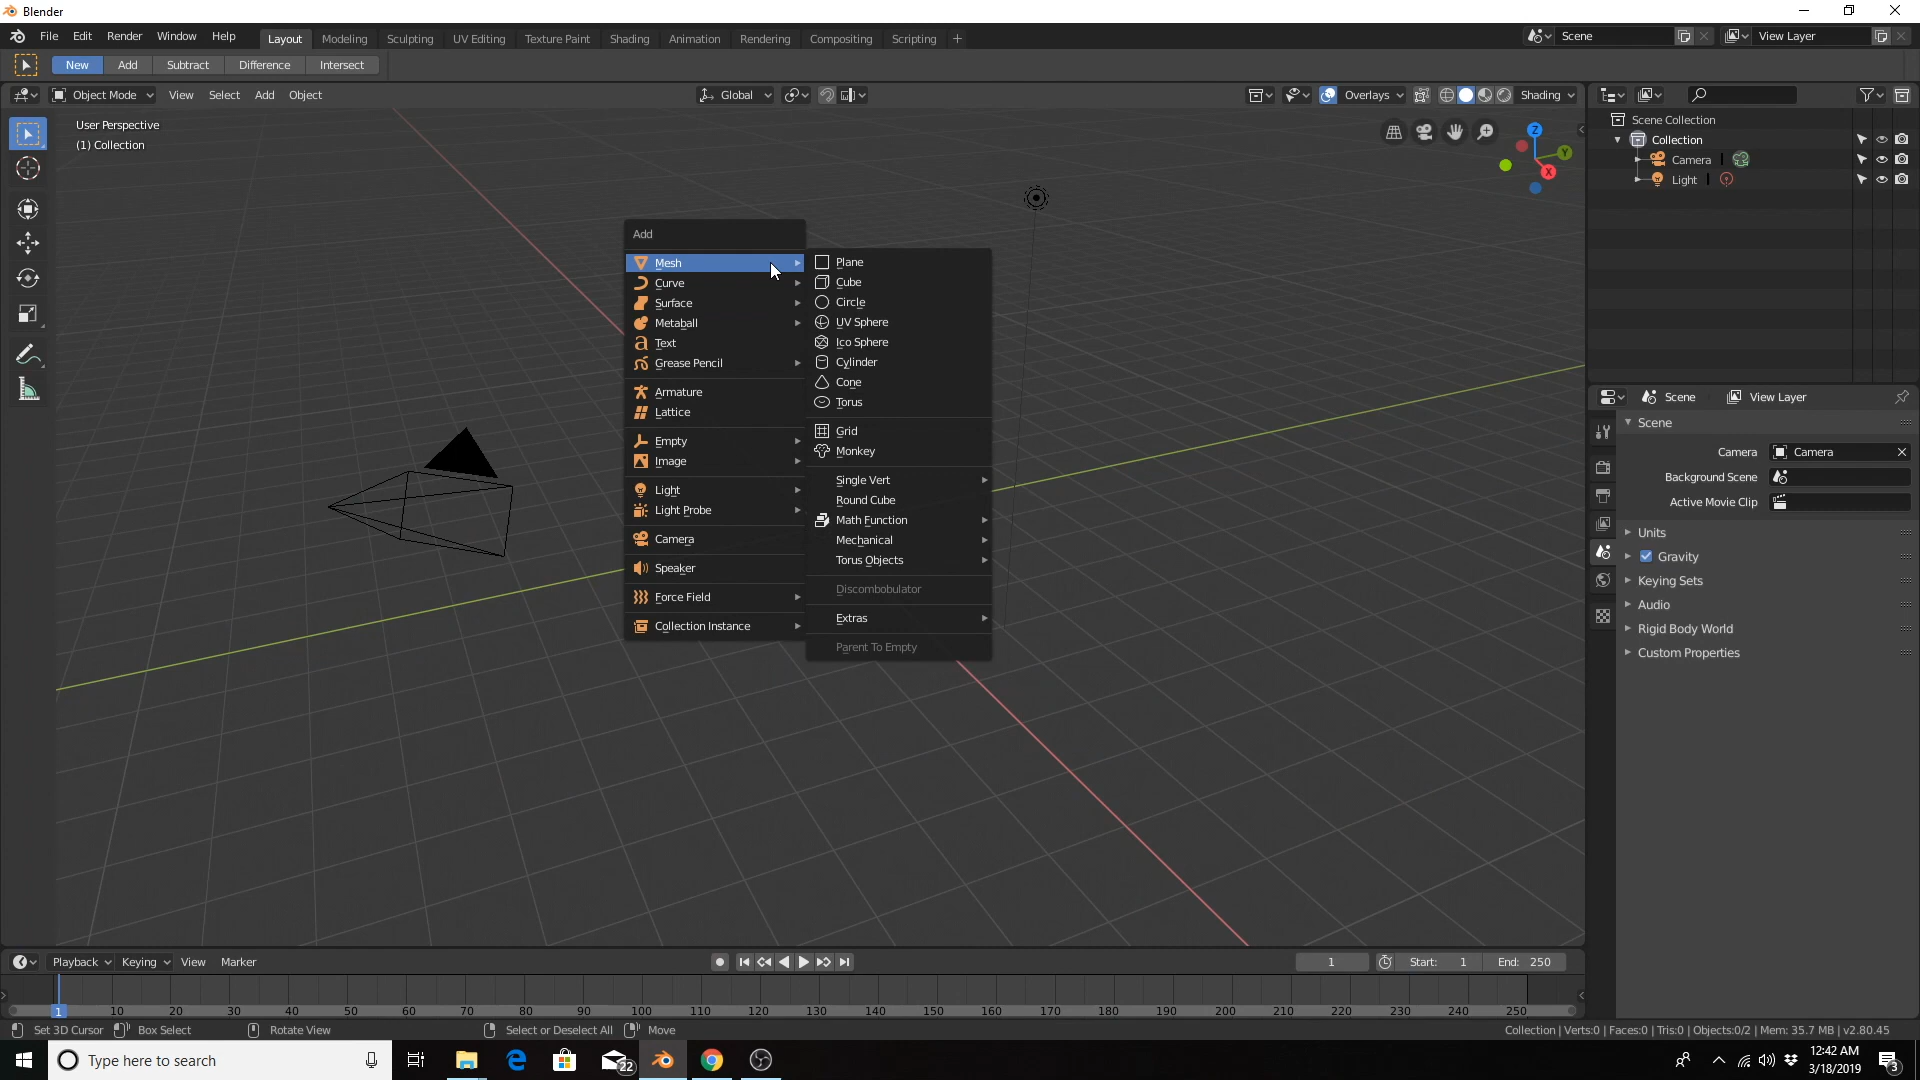 Blender
File Edit Render Window Help Layout Modeling Sculpting UV Editing Texture Paint Shading Animation Rendering Compositing Scripting + Scene View Layer
New Add Subtract Difference Intersect
Object Mode View Select Add Object Global Overlays Shading
User Perspective
(1) Collection
Z
Y
X
Add
Mesh
Curve
Surface
Metaball
Text
Grease Pencil
Armature
Lattice
Empty
Image
Light
Light Probe
Camera
Speaker
Force Field
Collection Instance
Plane
Cube
Circle
UV Sphere
Ico Sphere
Cylinder
Cone
Torus
Grid
Monkey
Single Vert
Round Cube
Math Function
Mechanical
Torus Objects
Discombobulator
Extras
Parent To Empty
Scene Collection
Collection
Camera
Light
Scene View Layer
Scene
Camera Camera
Background Scene
Active Movie Clip
Units
Gravity
Keying Sets
Audio
Rigid Body World
Custom Properties
Playback Keying View Marker 1 Start: 1 End: 250
1 10 20 30 40 50 60 70 80 90 100 110 120 130 140 150 160 170 180 190 200 210 220 230 240 250
Set 3D Cursor Box Select Rotate View Select or Deselect All Move Collection | Verts:0 | Faces:0 | Tris:0 | Objects:0/2 | Mem: 35.7 MB | v2.80.45
Type here to search 22 12:42 AM
3/18/2019 3